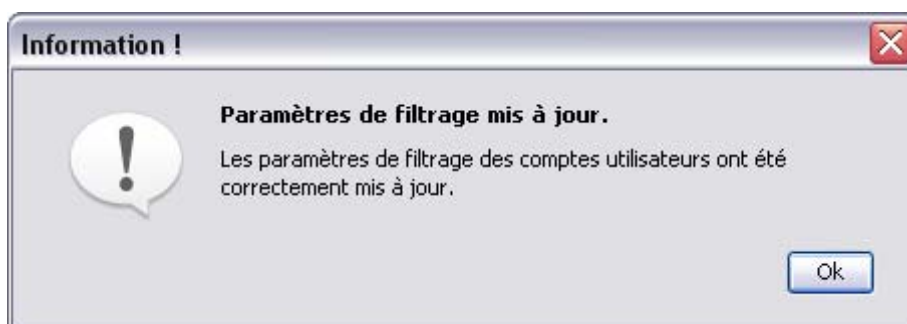 Information !
Paramètres de filtrage mis à jour.
Les paramètres de filtrage des comptes utilisateurs ont été
correctement mis à jour.
Ok